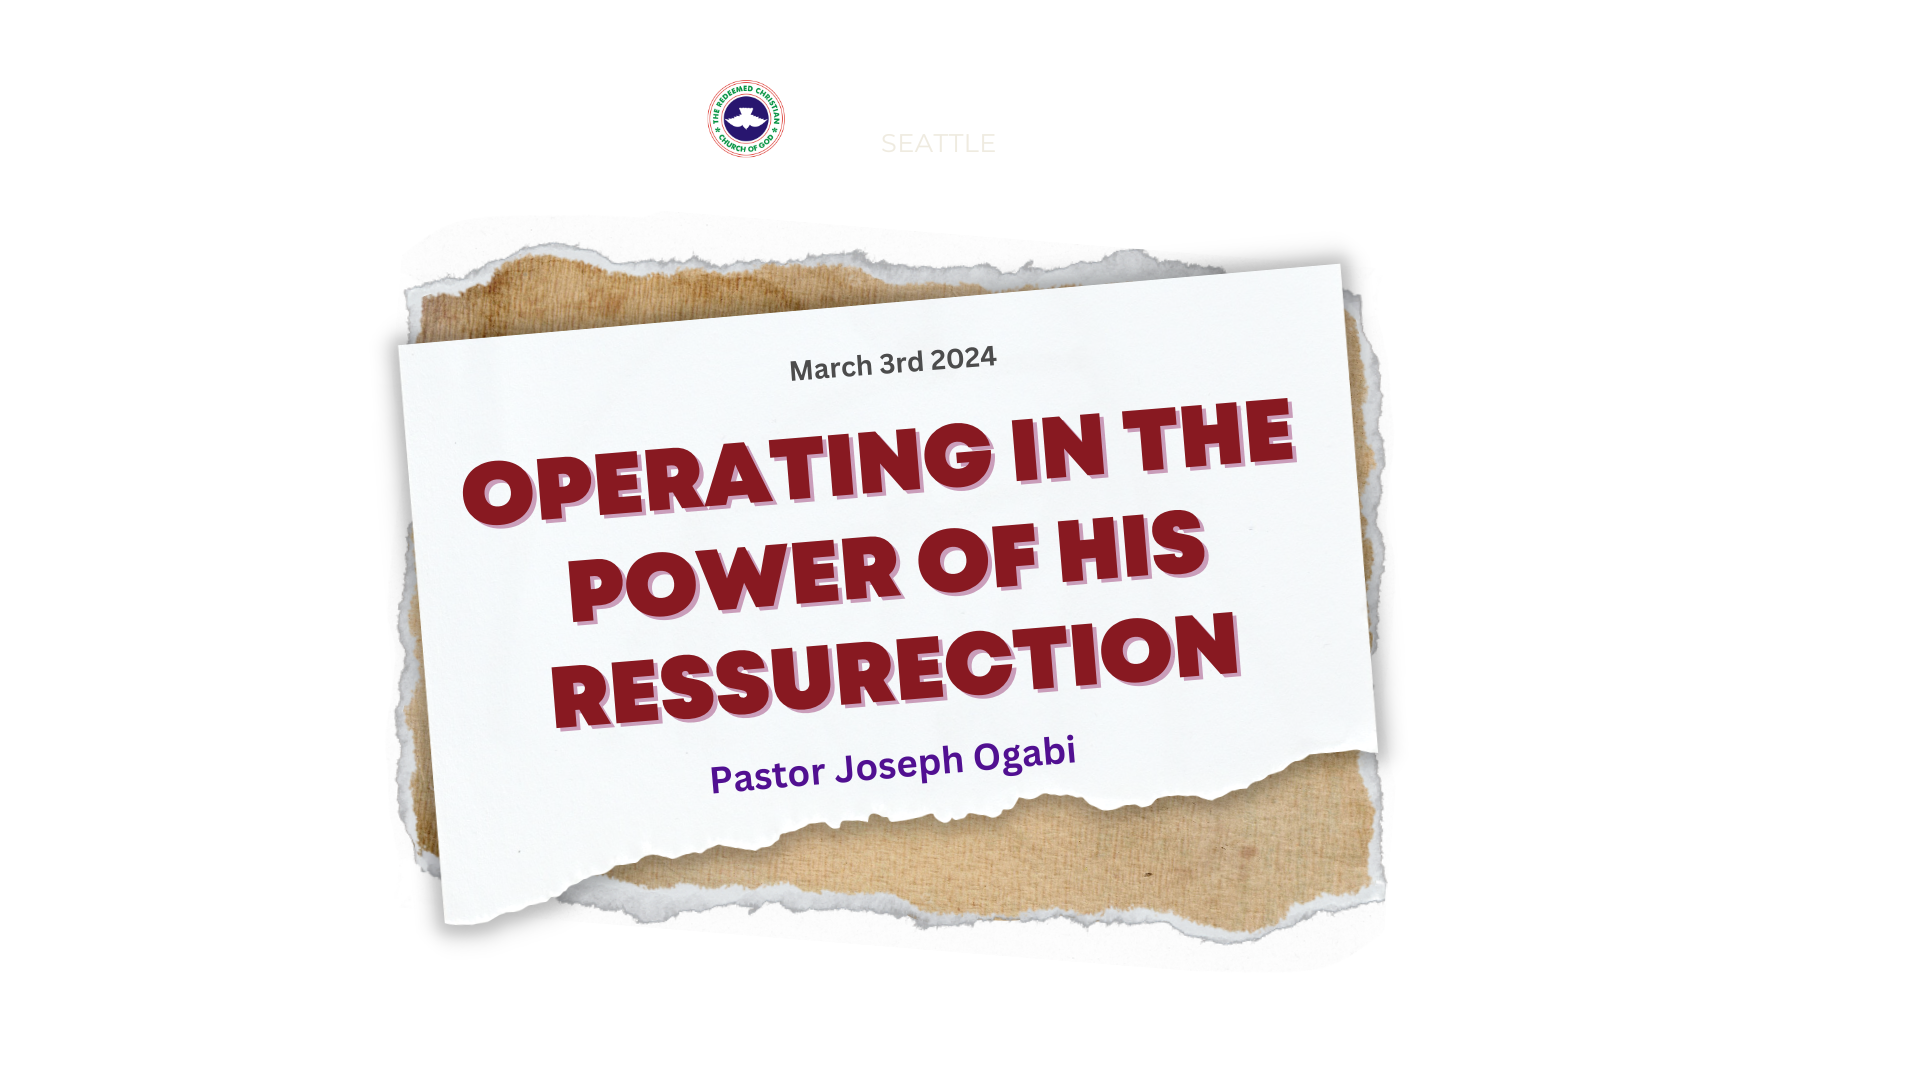 THE REDEEMED CHRISTIAN
CHURCH OF GOD
SEATTLE
March 3rd 2024
OPERATING IN THE
POWER OF HIS
RESSURECTION
Pastor Joseph Ogabi